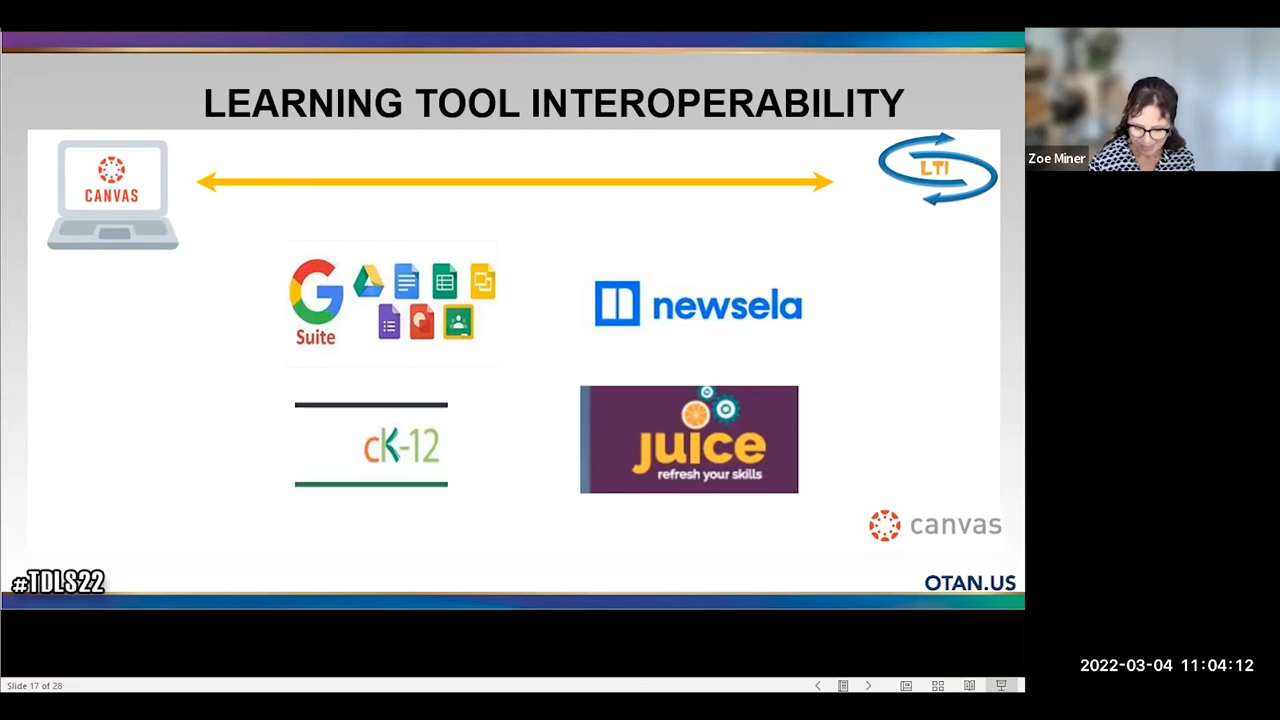 LEARNING TOOL INTEROPERABILITY
CANVAS
LTI
Suite
newsela
cK-12
juice
refresh your skills
canvas
#TDLS22
OTAN.US
Slide 17 of 28
Zoe Miner
2022-03-04 11:04:12